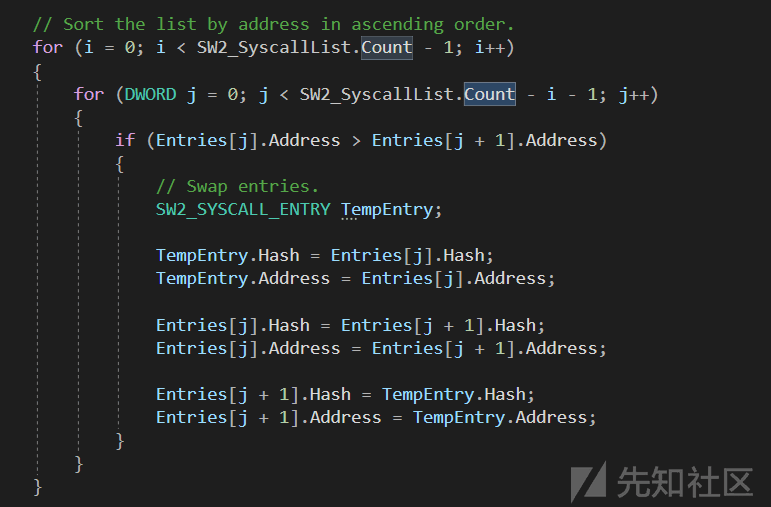 // Sort the list by address in ascending order.
for (i = 0; i < SW2_SyscallList.Count - 1; i++)
{
    for (DWORD j = 0; j < SW2_SyscallList.Count - i - 1; j++)
    {
        if (Entries[j].Address > Entries[j + 1].Address)
        {
            // Swap entries.
            SW2_SYSCALL_ENTRY TempEntry;

            TempEntry.Hash = Entries[j].Hash;
            TempEntry.Address = Entries[j].Address;

            Entries[j].Hash = Entries[j + 1].Hash;
            Entries[j].Address = Entries[j + 1].Address;

            Entries[j + 1].Hash = TempEntry.Hash;
            Entries[j + 1].Address = TempEntry.Address;
        }
    }
}
先知社区